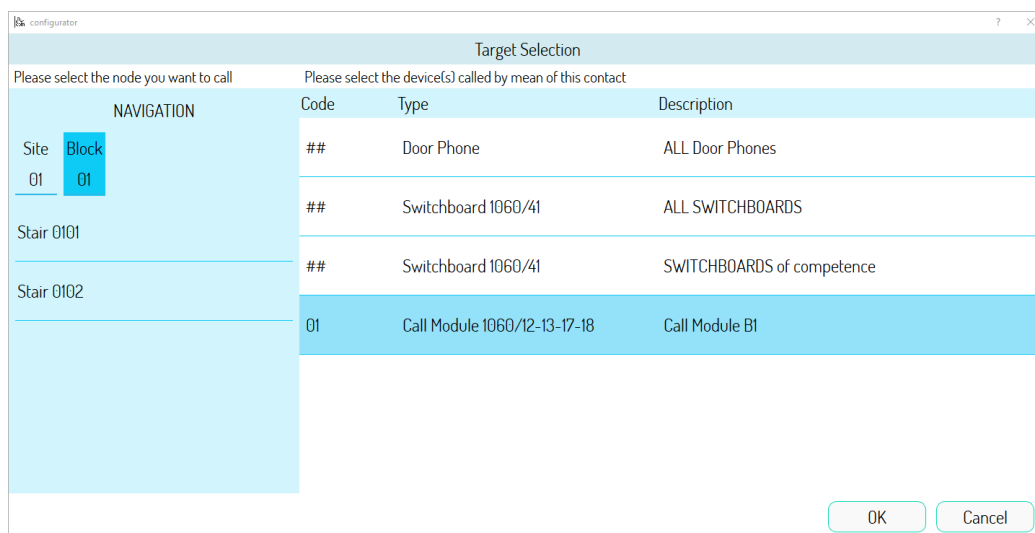 configurator ?
Target Selection
Please select the node you want to call Please select the device(s) called by mean of this contact
NAVIGATION Code Type Description
Site Block
01 01
## Door Phone ALL Door Phones
Stair 0101
## Switchboard 1060/41 ALL SWITCHBOARDS
Stair 0102
## Switchboard 1060/41 SWITCHBOARDS of competence
01 Call Module 1060/12-13-17-18 Call Module B1
OK Cancel